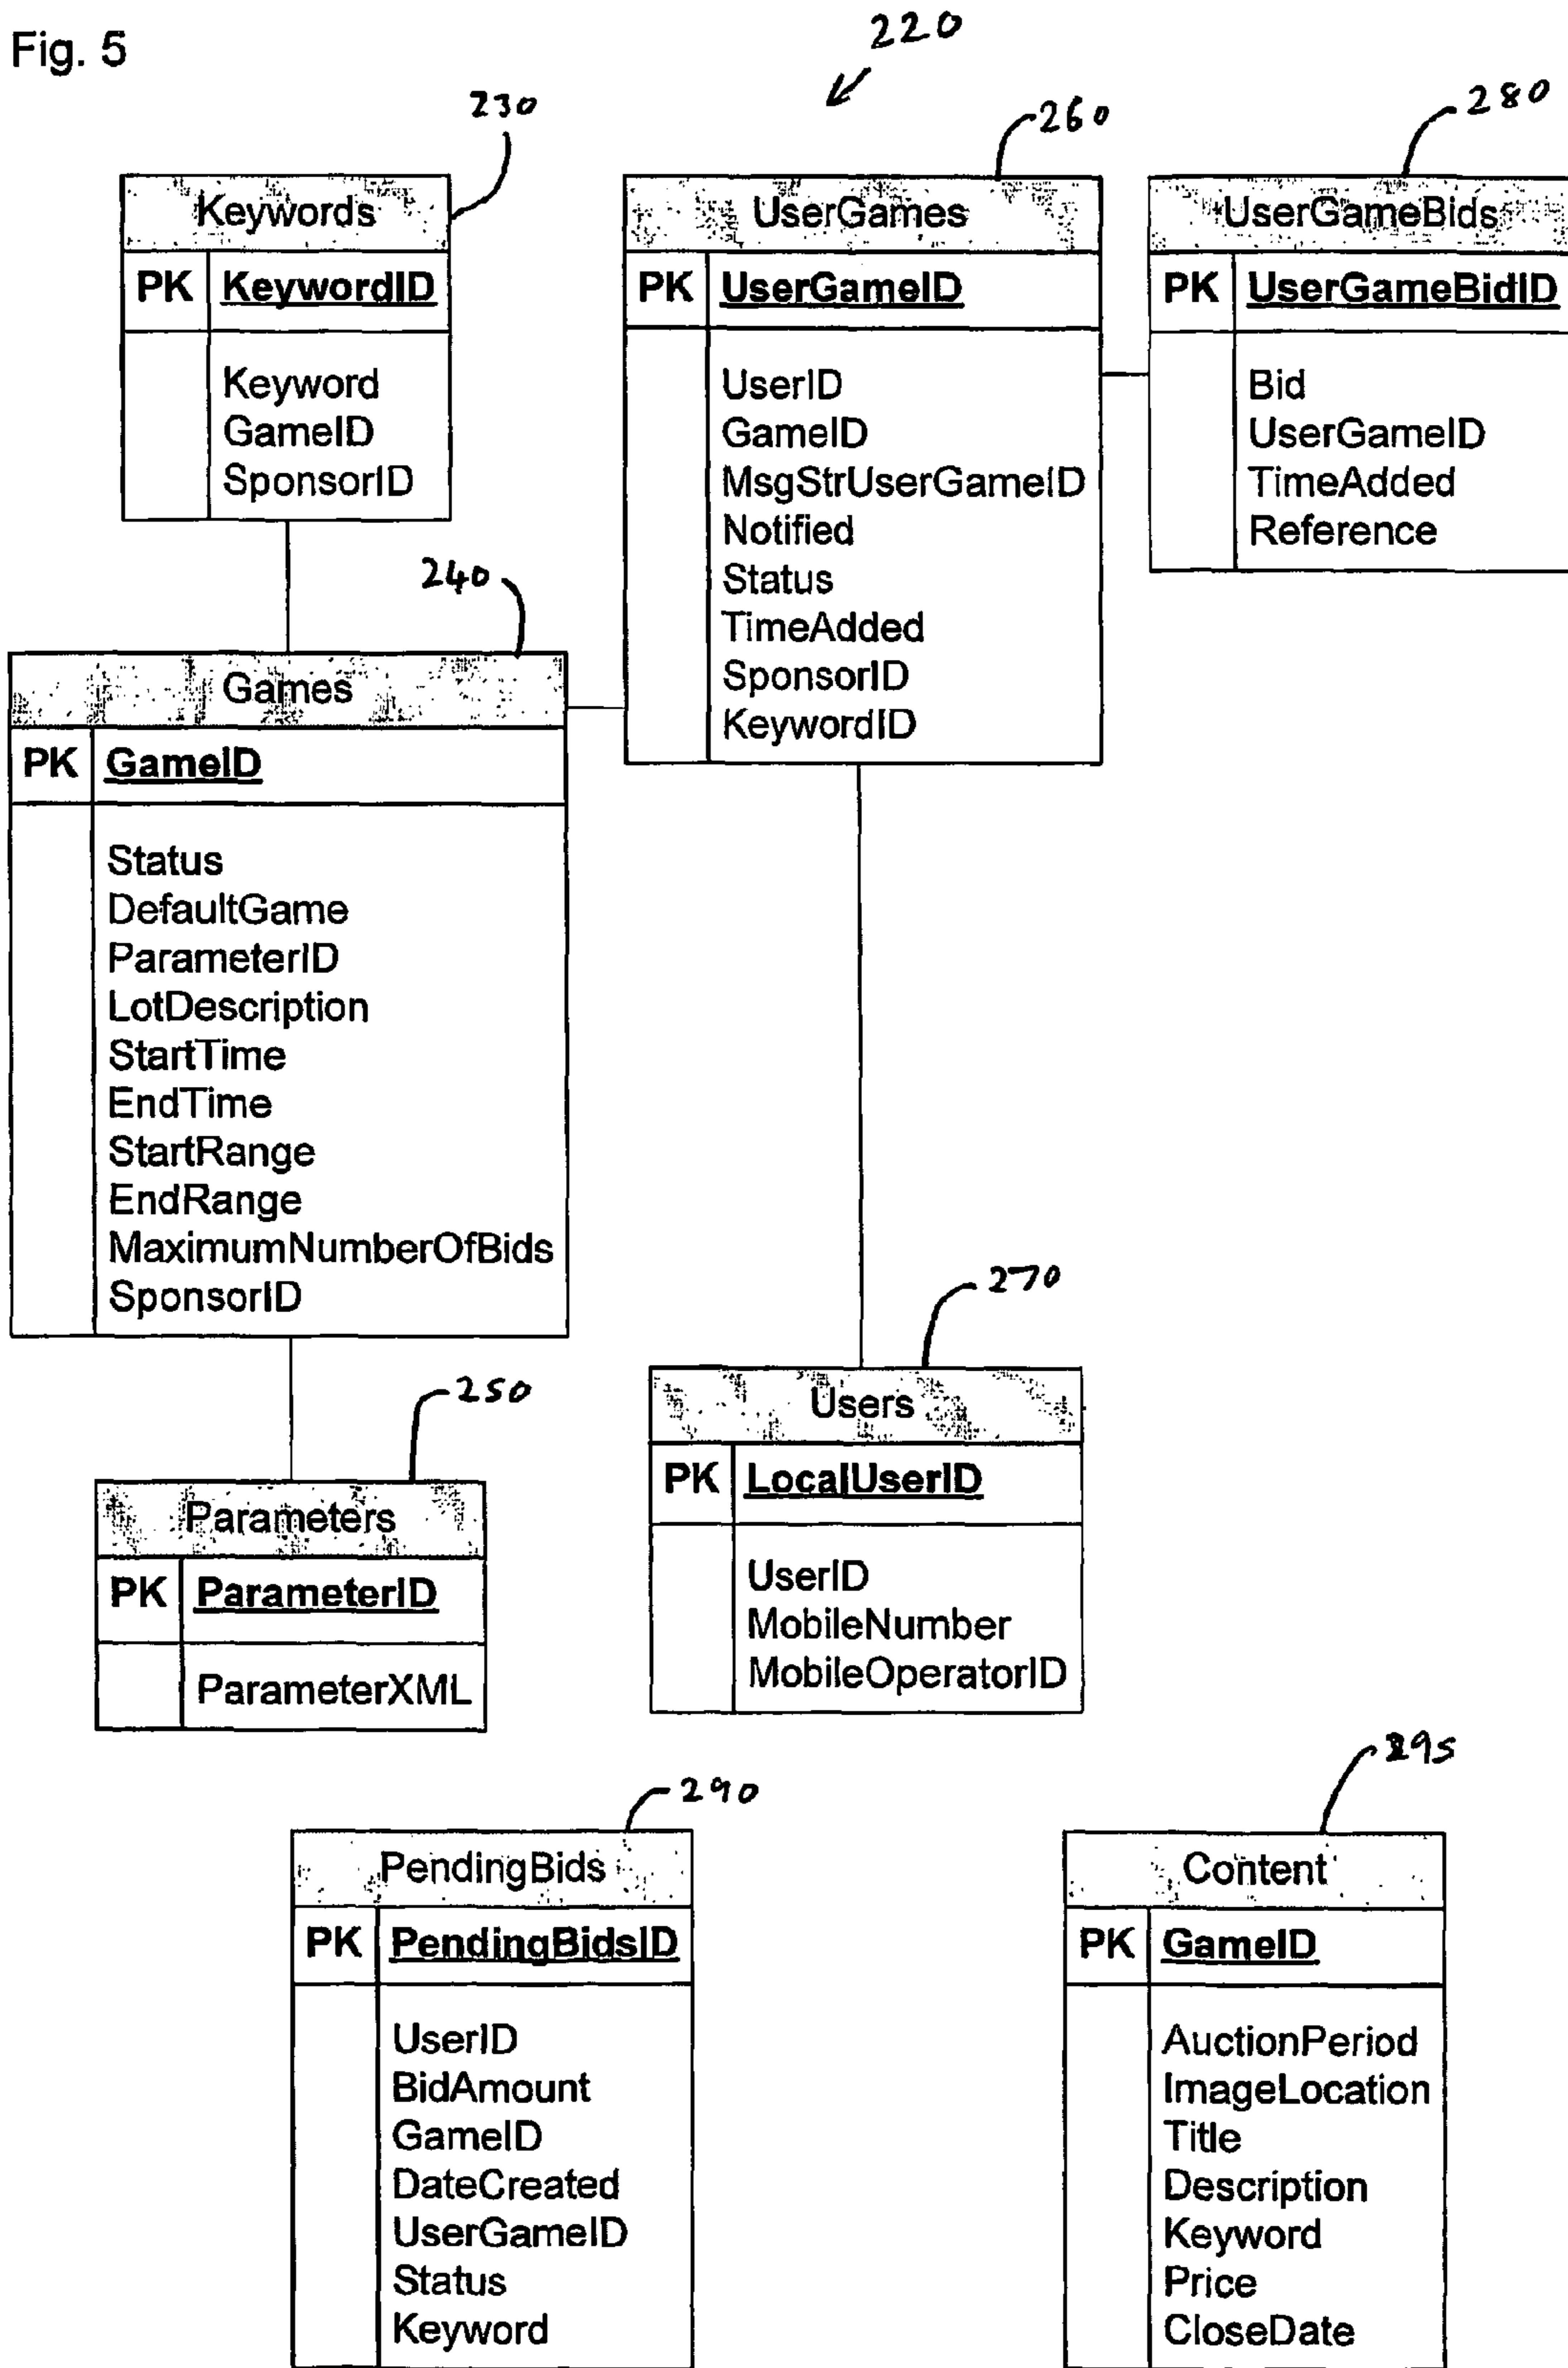 Fig. 5
220
230
Keywords
PK KeywordID
Keyword
GameID
SponsorID
260
UserGames
PK UserGameID
UserID
GameID
MsgStrUserGameID
Notified
Status
TimeAdded
SponsorID
KeywordID
280
UserGameBids
PK UserGameBidID
Bid
UserGameID
TimeAdded
Reference
240
Games
PK GameID
Status
DefaultGame
ParameterID
LotDescription
StartTime
EndTime
StartRange
EndRange
MaximumNumberOfBids
SponsorID
250
Parameters
PK ParameterID
ParameterXML
270
Users
PK LocalUserID
UserID
MobileNumber
MobileOperatorID
290
PendingBids
PK PendingBidsID
UserID
BidAmount
GameID
DateCreated
UserGameID
Status
Keyword
295
Content
PK GameID
AuctionPeriod
ImageLocation
Title
Description
Keyword
Price
CloseDate